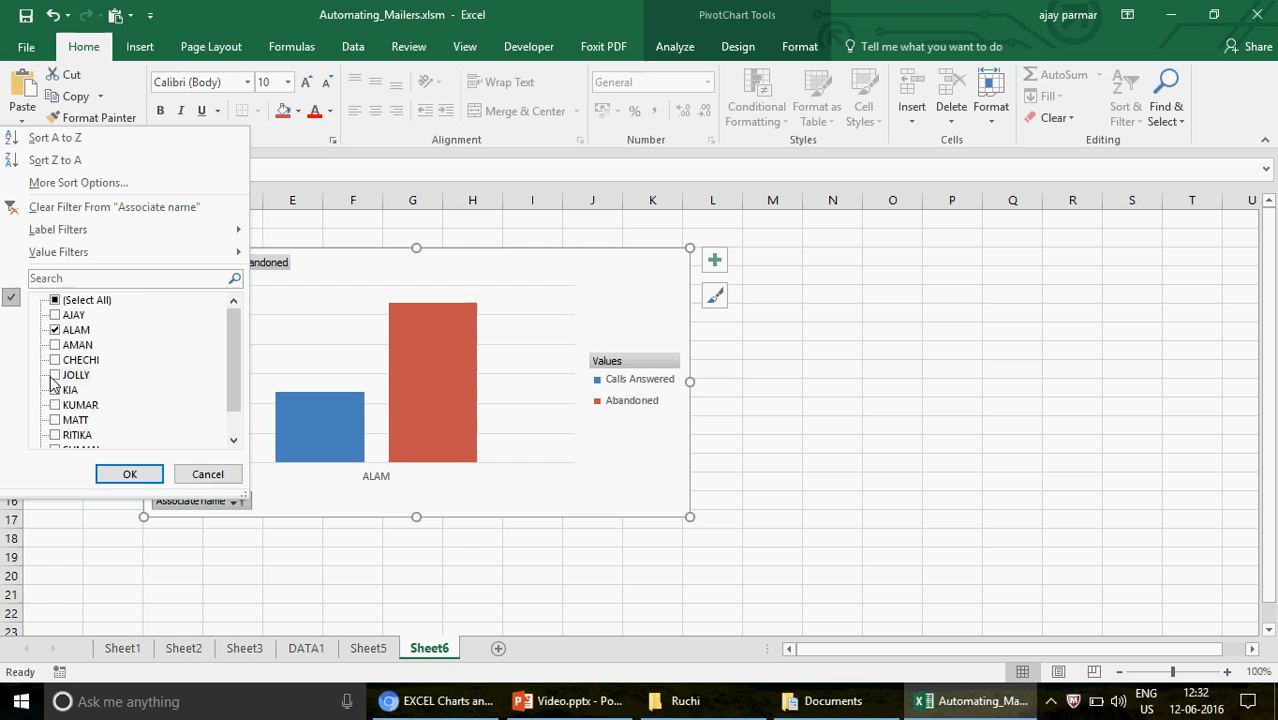 Automating_Mailers.xlsm - Excel
PivotChart Tools
ajay parmar
File Home Insert Page Layout Formulas Data Review View Developer Foxit PDF Analyze Design Format Tell me what you want to do Share
Paste
Cut
Copy
Format Painter
Calibri (Body) 10
B I U
Wrap Text
Merge & Center
Alignment
General
Number
Conditional Formatting
Format as Table
Cell Styles
Styles
Insert Delete Format
Cells
AutoSum
Fill
Clear
Sort & Filter
Find & Select
Editing
Sort A to Z
Sort Z to A
More Sort Options...
Clear Filter From "Associate name"
Label Filters
Value Filters
Search
(Select All)
AJAY
ALAM
AMAN
CHECHI
JOLLY
KIA
KUMAR
MATT
RITIKA
OK Cancel
E F G H I J K L M N O P Q R S T U
andoned
Values
Calls Answered
Abandoned
ALAM
Associate name
16
17
18
19
20
21
22
23
Sheet1 Sheet2 Sheet3 DATA1 Sheet5 Sheet6
Ready
100%
Ask me anything
EXCEL Charts an...
Video.pptx - Po...
Ruchi
Documents
Automating_Ma...
ENG
US
12:32
12-06-2016